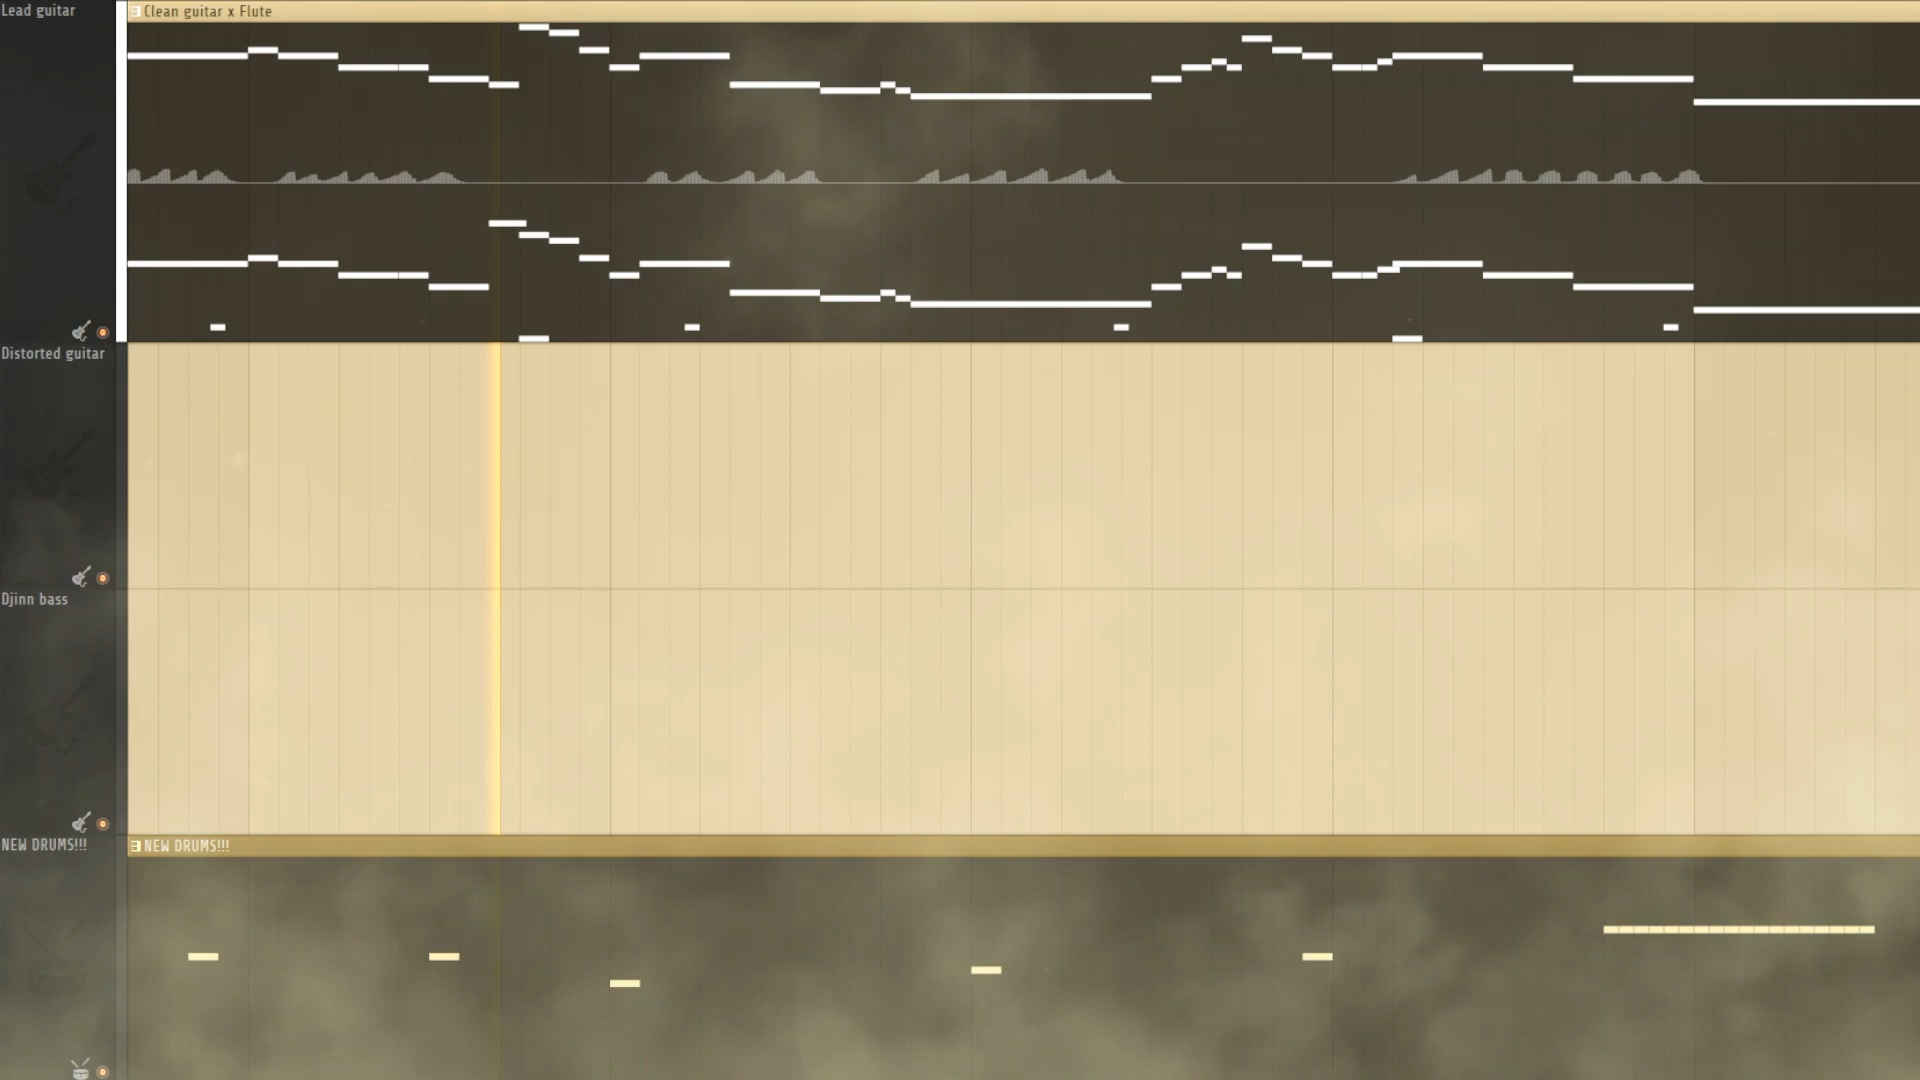 Lead guitar
Clean guitar x Flute
Distorted guitar
Djinn bass
NEW DRUMS!!!
NEW DRUMS!!!